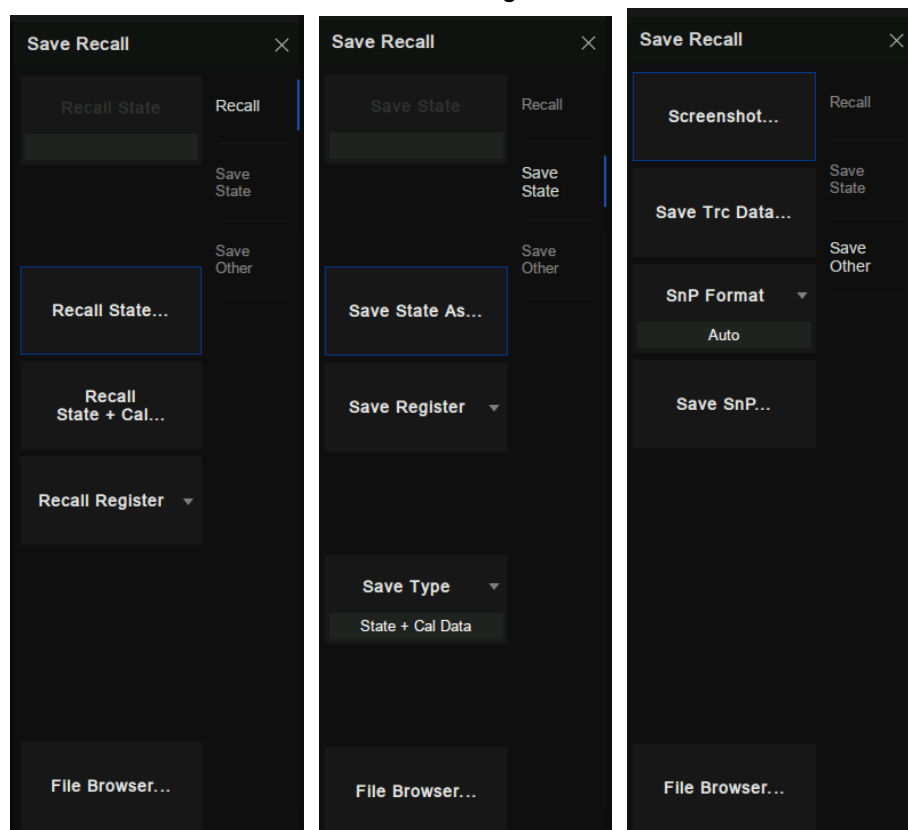 Save Recall
Recall State
Recall
Save
State
Save
Other
Recall State...
Recall
State + Cal...
Recall Register
File Browser...
Save Recall
Save State
Recall
Save
State
Save
Other
Save State As...
Save Register
Save Type
State + Cal Data
File Browser...
Save Recall
Screenshot...
Recall
Save
State
Save Trc Data...
Save
Other
SnP Format
Auto
Save SnP...
File Browser...